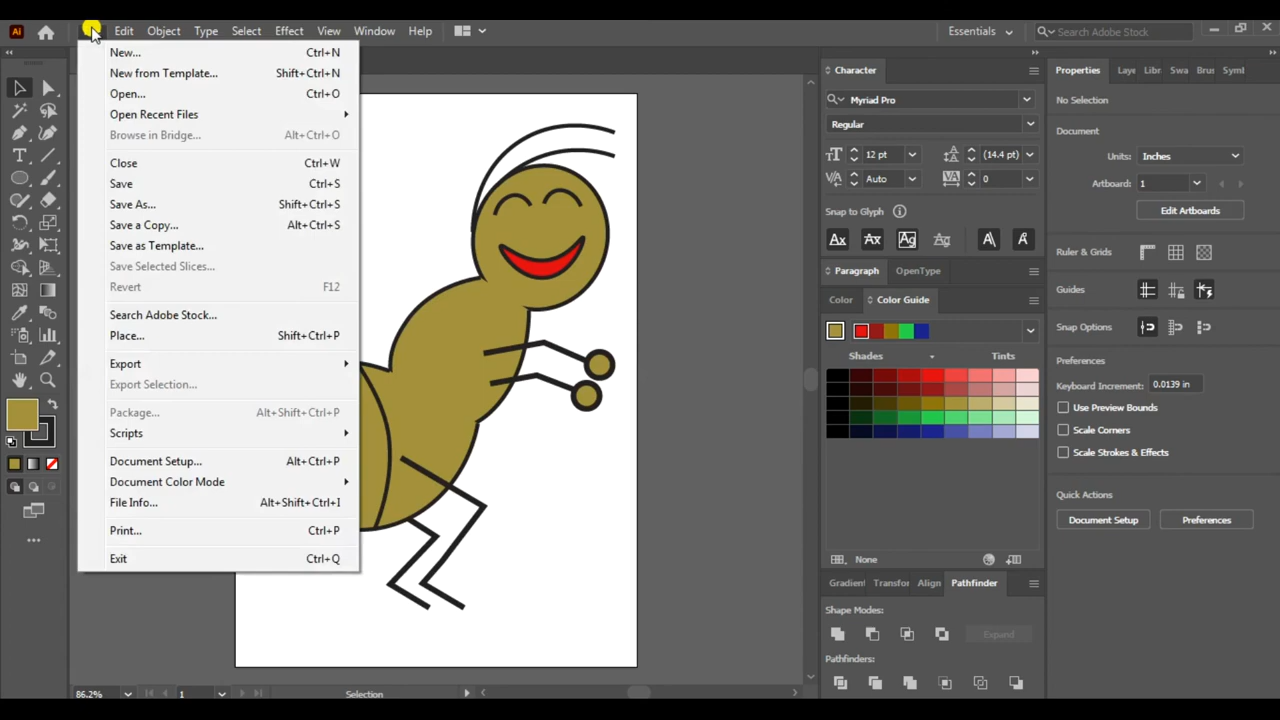 Ai Edit Object Type Select Effect View Window Help Essentials Search Adobe Stock
New... Ctrl+N
New from Template... Shift+Ctrl+N
Open... Ctrl+O
Open Recent Files
Browse in Bridge... Alt+Ctrl+O
Close Ctrl+W
Save Ctrl+S
Save As... Shift+Ctrl+S
Save a Copy... Alt+Ctrl+S
Save as Template...
Save Selected Slices...
Revert F12
Search Adobe Stock...
Place... Shift+Ctrl+P
Export
Export Selection...
Package... Alt+Shift+Ctrl+P
Scripts
Document Setup... Alt+Ctrl+P
Document Color Mode
File Info... Alt+Shift+Ctrl+I
Print... Ctrl+P
Exit Ctrl+Q
86.2% 1 Selection
Character
Myriad Pro
Regular
12 pt (14.4 pt)
Auto 0
Snap to Glyph
Ax Ax Ag Ag A A
Paragraph OpenType
Color Color Guide
Shades Tints
None
Gradien Transfor Align Pathfinder
Shape Modes:
Expand
Pathfinders:
Properties Laye Libr Swa Brus Symb
No Selection
Document
Units: Inches
Artboard: 1
Edit Artboards
Ruler & Grids
Guides
Snap Options
Preferences
Keyboard Increment: 0.0139 in
Use Preview Bounds
Scale Corners
Scale Strokes & Effects
Quick Actions
Document Setup Preferences